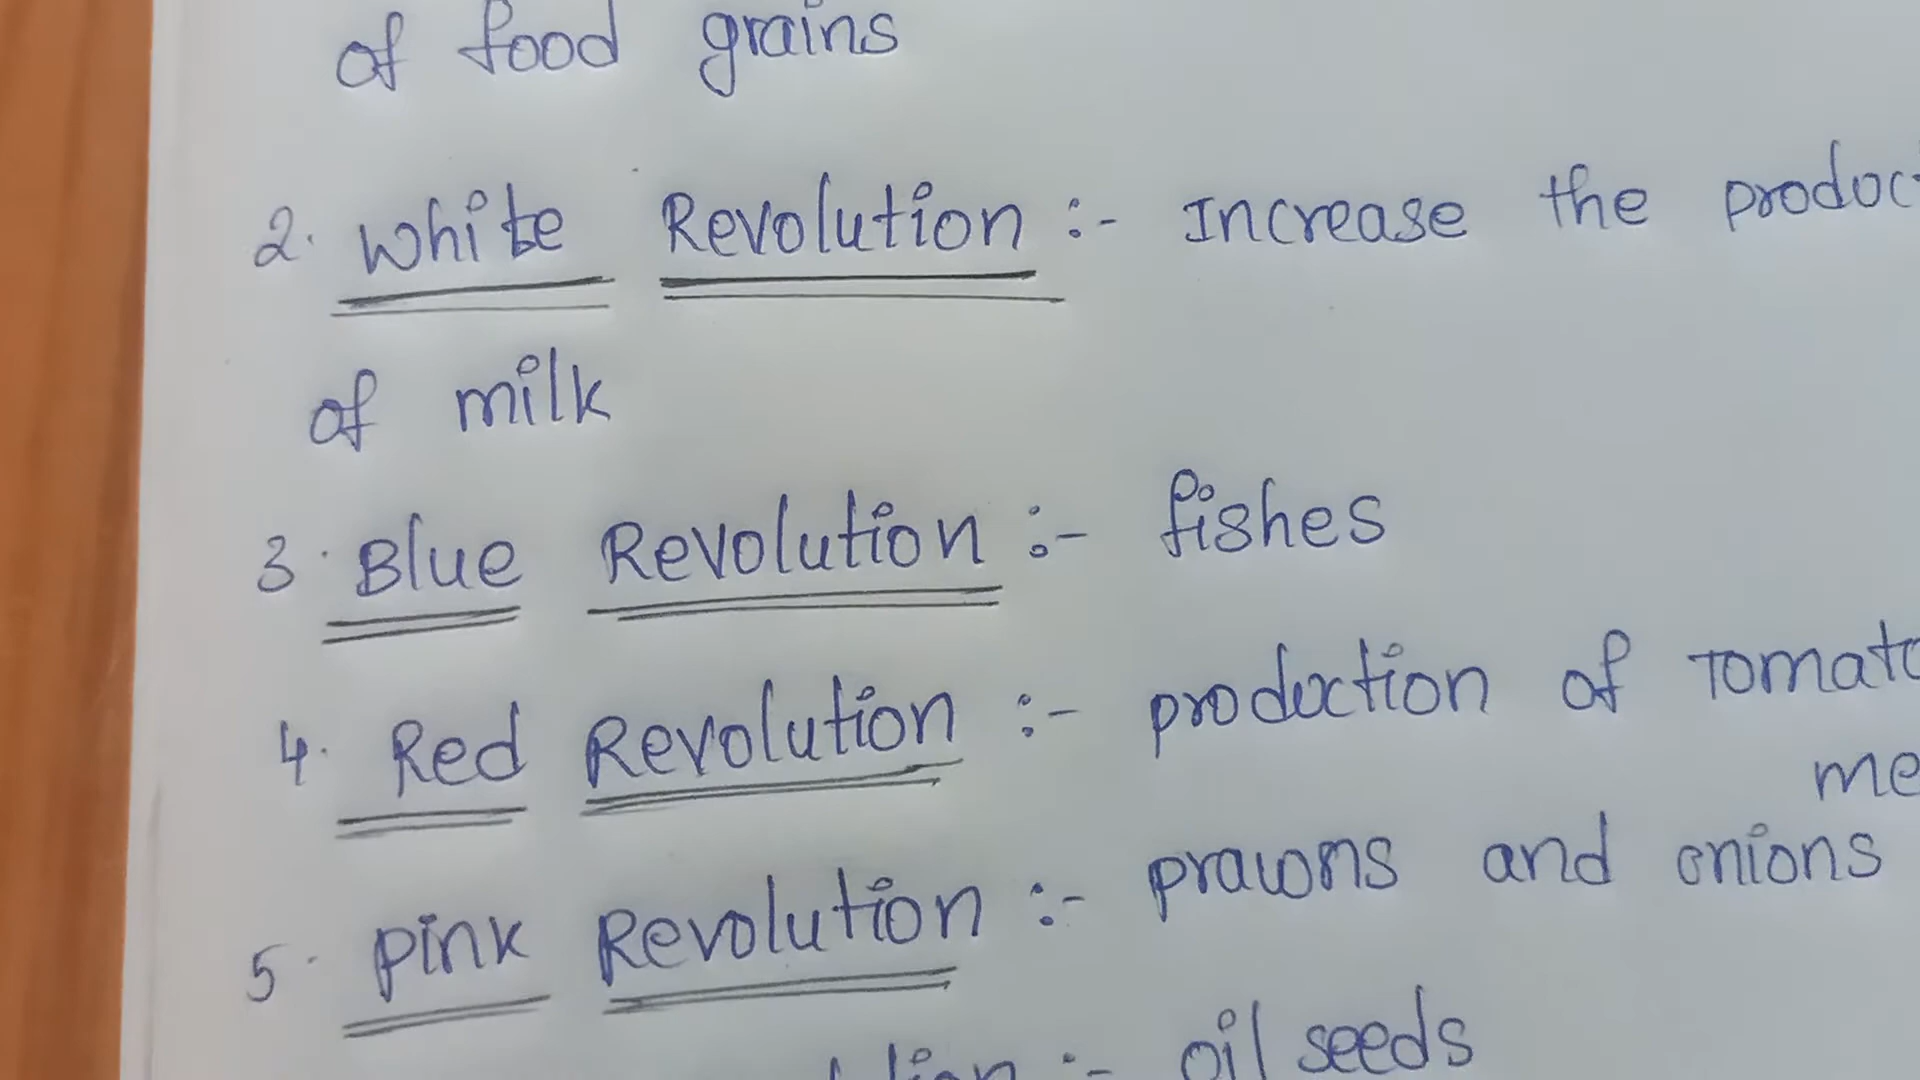 of food grains
2. White Revolution :- Increase the produc
of milk
3. Blue Revolution :- fishes
4. Red Revolution :- production of Tomato
me
5. Pink Revolution :- prawns and onions
:- oil seeds